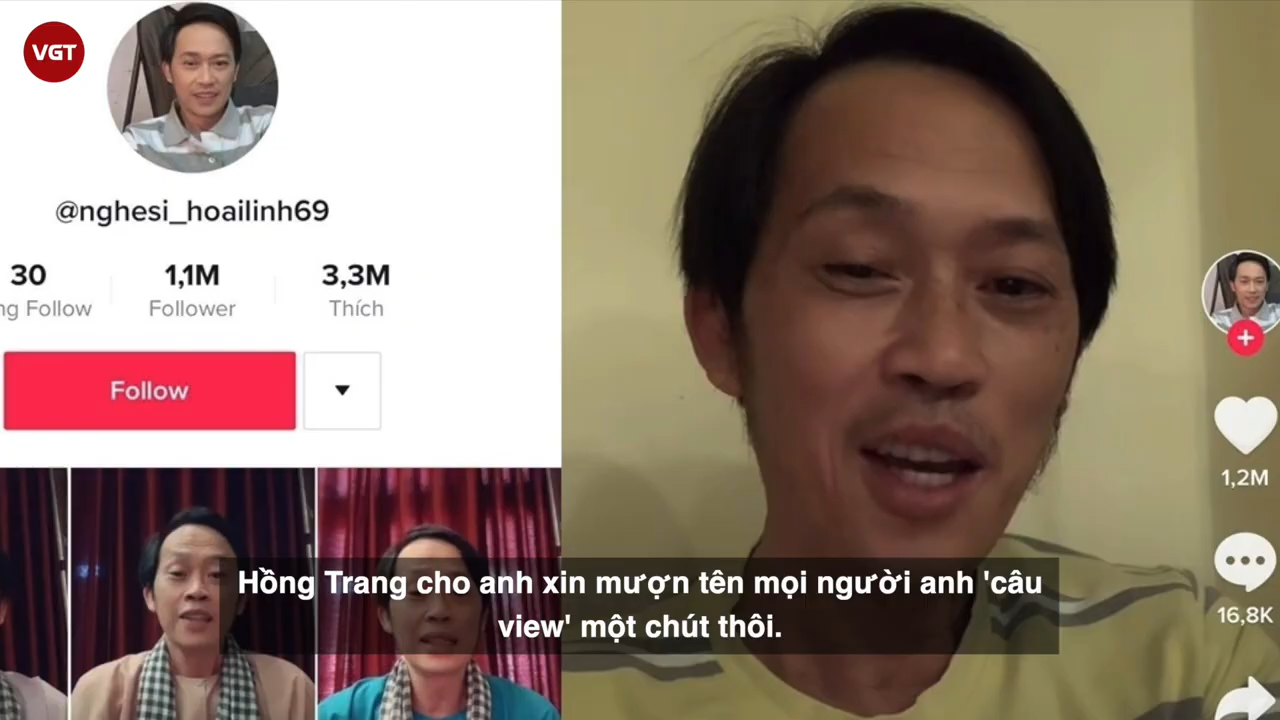 VGT
@nghesi_hoailinh69
30 1,1M 3,3M
ng Follow Follower Thích
Follow
1,2M
16,8K
Hồng Trang cho anh xin mượn tên mọi người anh 'câu
view' một chút thôi.